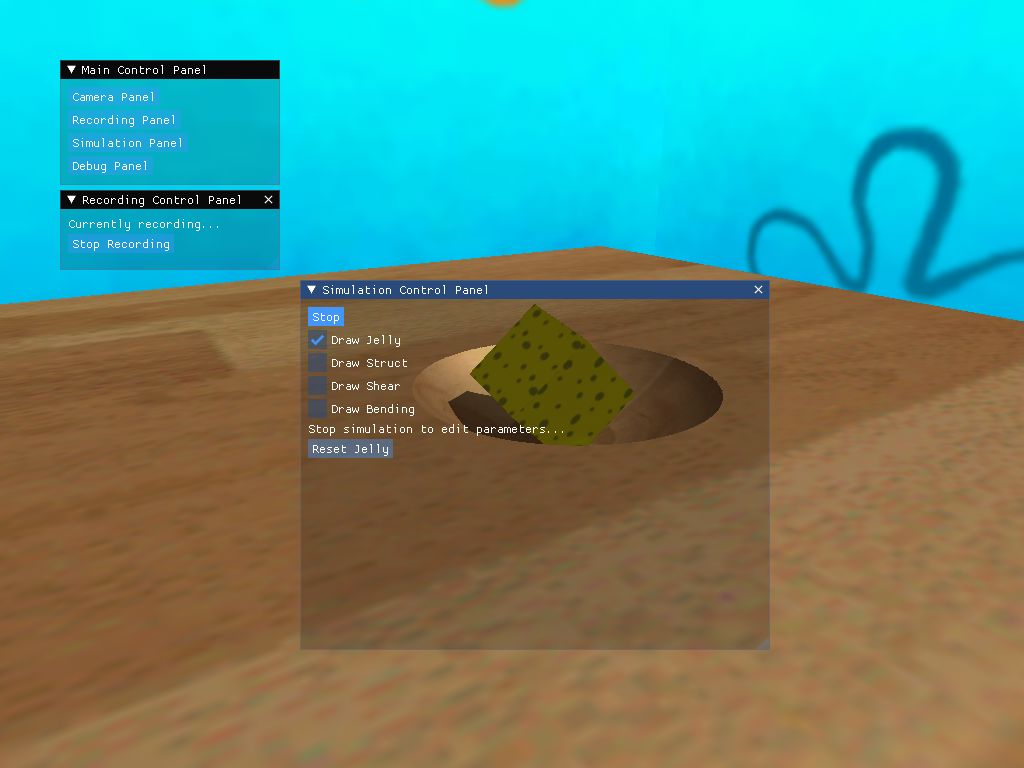 Main Control Panel
Camera Panel
Recording Panel
Simulation Panel
Debug Panel
Recording Control Panel
Currently recording...
Stop Recording
Simulation Control Panel
Stop
Draw Jelly
Draw Struct
Draw Shear
Draw Bending
Stop simulation to edit parameters...
Reset Jelly